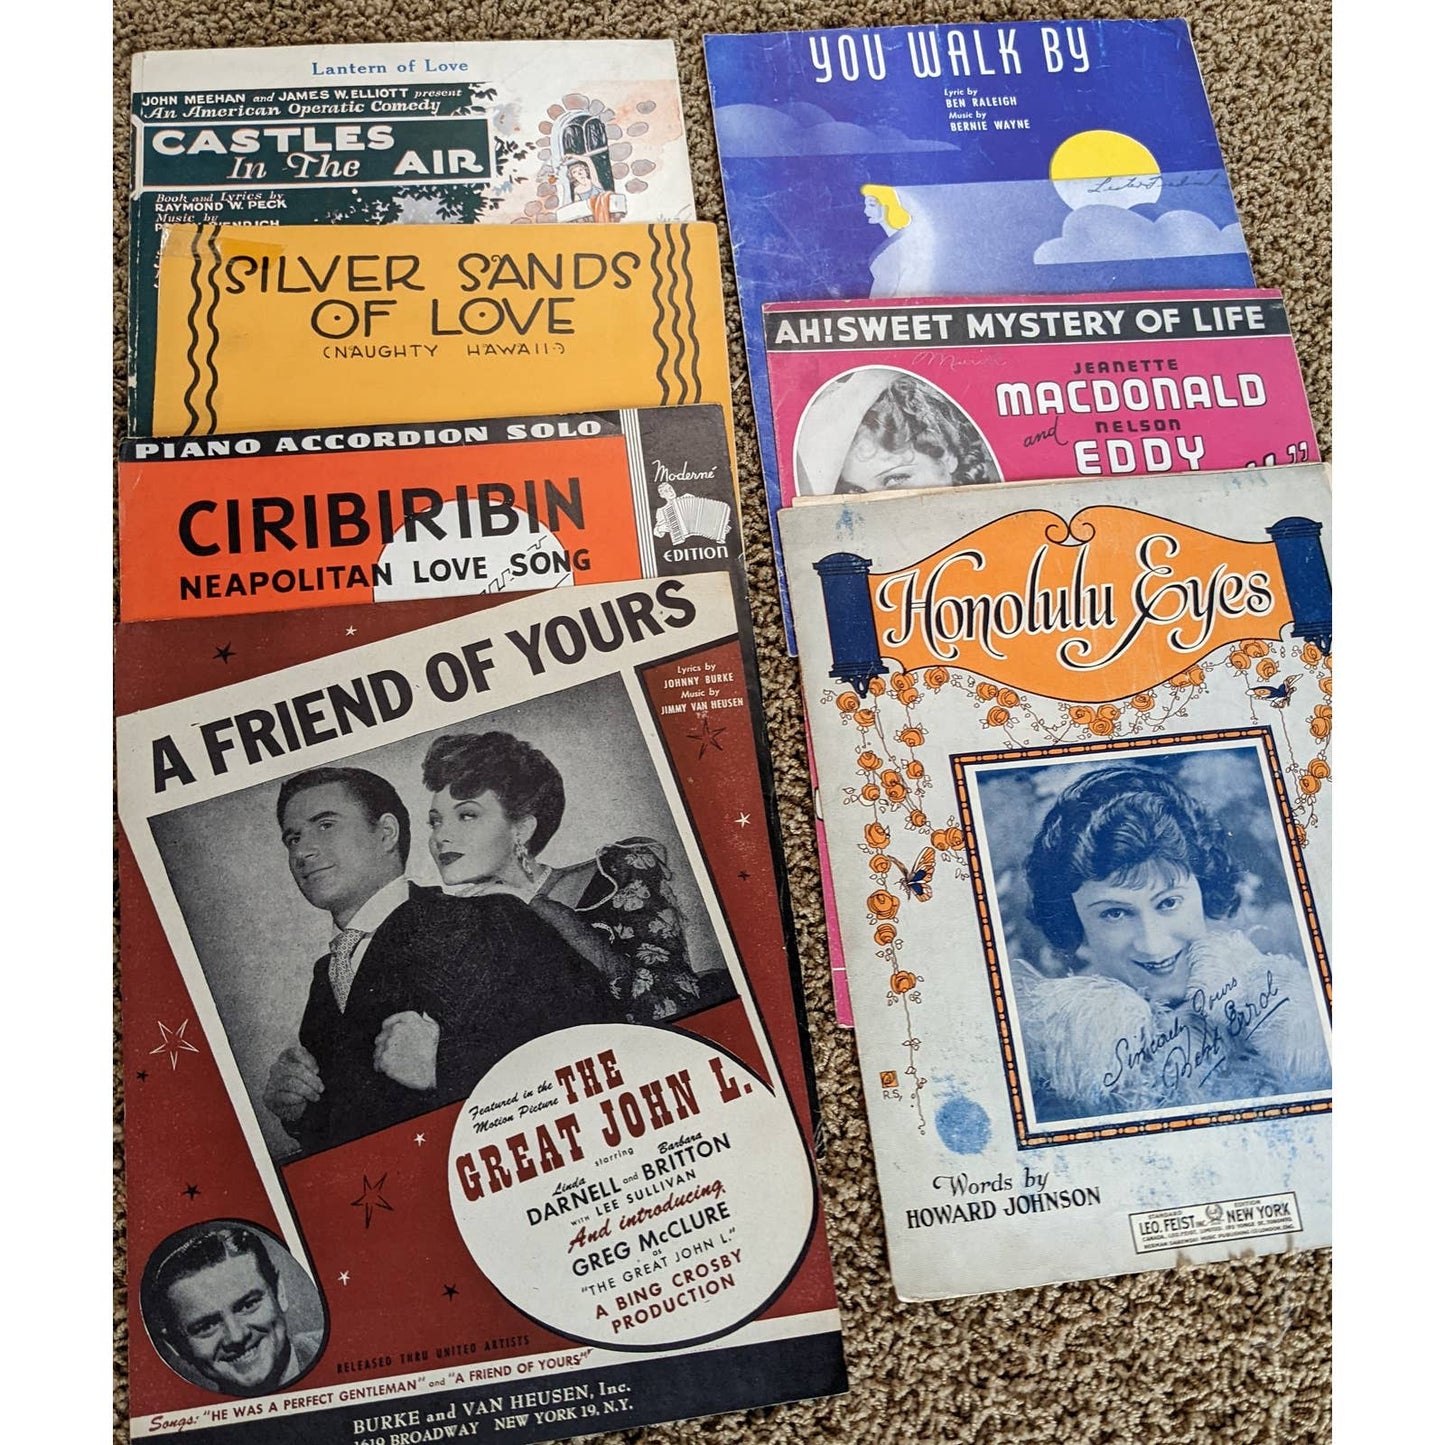 Lantern of Love
JOHN MEEHAN and JAMES W. ELLIOTT present
An American Operatic Comedy
CASTLES
In The AIR
Book and Lyrics by
RAYMOND W. PECK
Music by
SILVER SANDS
OF LOVE
(NAUGHTY HAWAII)
PIANO ACCORDION SOLO
CIRIBIRIBIN
NEAPOLITAN LOVE SONG
Moderné
EDITION
A FRIEND OF YOURS
Lyrics by
JOHNNY BURKE
Music by
JIMMY VAN HEUSEN
Featured in the
Motion Picture
THE
GREAT JOHN L.
starring
Linda Barbara
DARNELL and BRITTON
with LEE SULLIVAN
And introducing
GREG McCLURE
as
"THE GREAT JOHN L."
A BING CROSBY
PRODUCTION
RELEASED THRU UNITED ARTISTS
Songs: "HE WAS A PERFECT GENTLEMAN" and "A FRIEND OF YOURS"
BURKE and VAN HEUSEN, Inc.
1619 BROADWAY NEW YORK 19, N.Y.
YOU WALK BY
Lyric by
BEN RALEIGH
Music by
BERNIE WAYNE
AH! SWEET MYSTERY OF LIFE
JEANETTE
MACDONALD
and NELSON
EDDY
Honolulu Eyes
Sincerely Yours
Bert Errol
R.S.
Words by
HOWARD JOHNSON
STANDARD EDITION
LEO. FEIST INC. NEW YORK